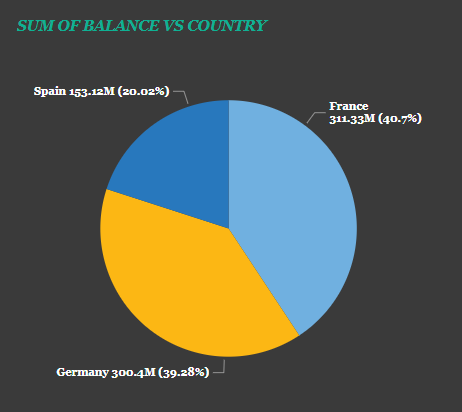 SUM OF BALANCE VS COUNTRY
Spain 153.12M (20.02%)
France
311.33M (40.7%)
Germany 300.4M (39.28%)